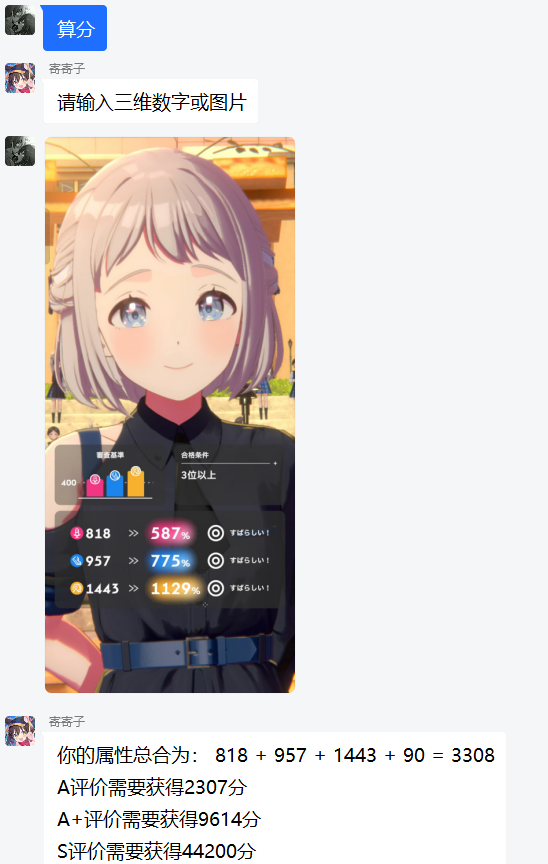 算分
寄寄子
请输入三维数字或图片
審査基準
合格条件
400
3位以上
818 >> 587% すばらしい！
957 >> 775% すばらしい！
1443 >> 1129% すばらしい！
寄寄子
你的属性总合为： 818 + 957 + 1443 + 90 = 3308
A评价需要获得2307分
A+评价需要获得9614分
S评价需要获得44200分